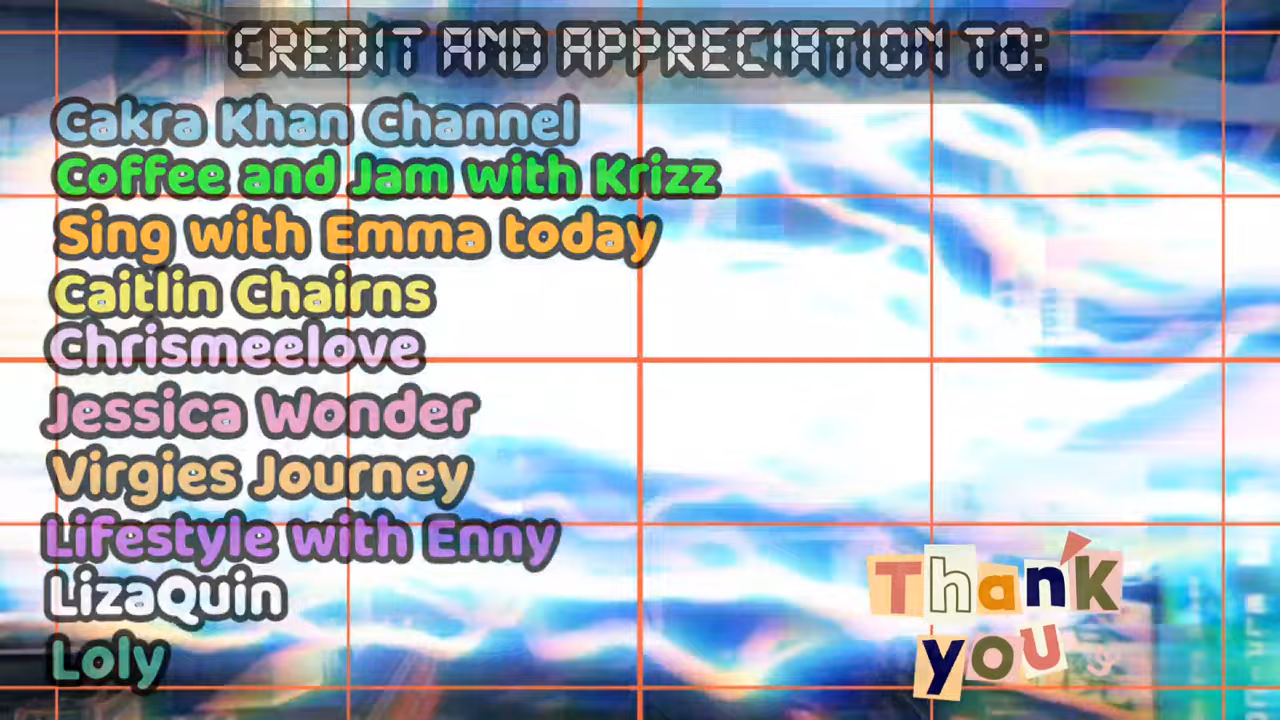 CREDIT AND APPRECIATION TO:
Cakra Khan Channel
Coffee and Jam with Krizz
Sing with Emma today
Caitlin Chairns
Chrismeelove
Jessica Wonder
Virgies Journey
Lifestyle with Enny
LizaQuin
Loly
Thank
you